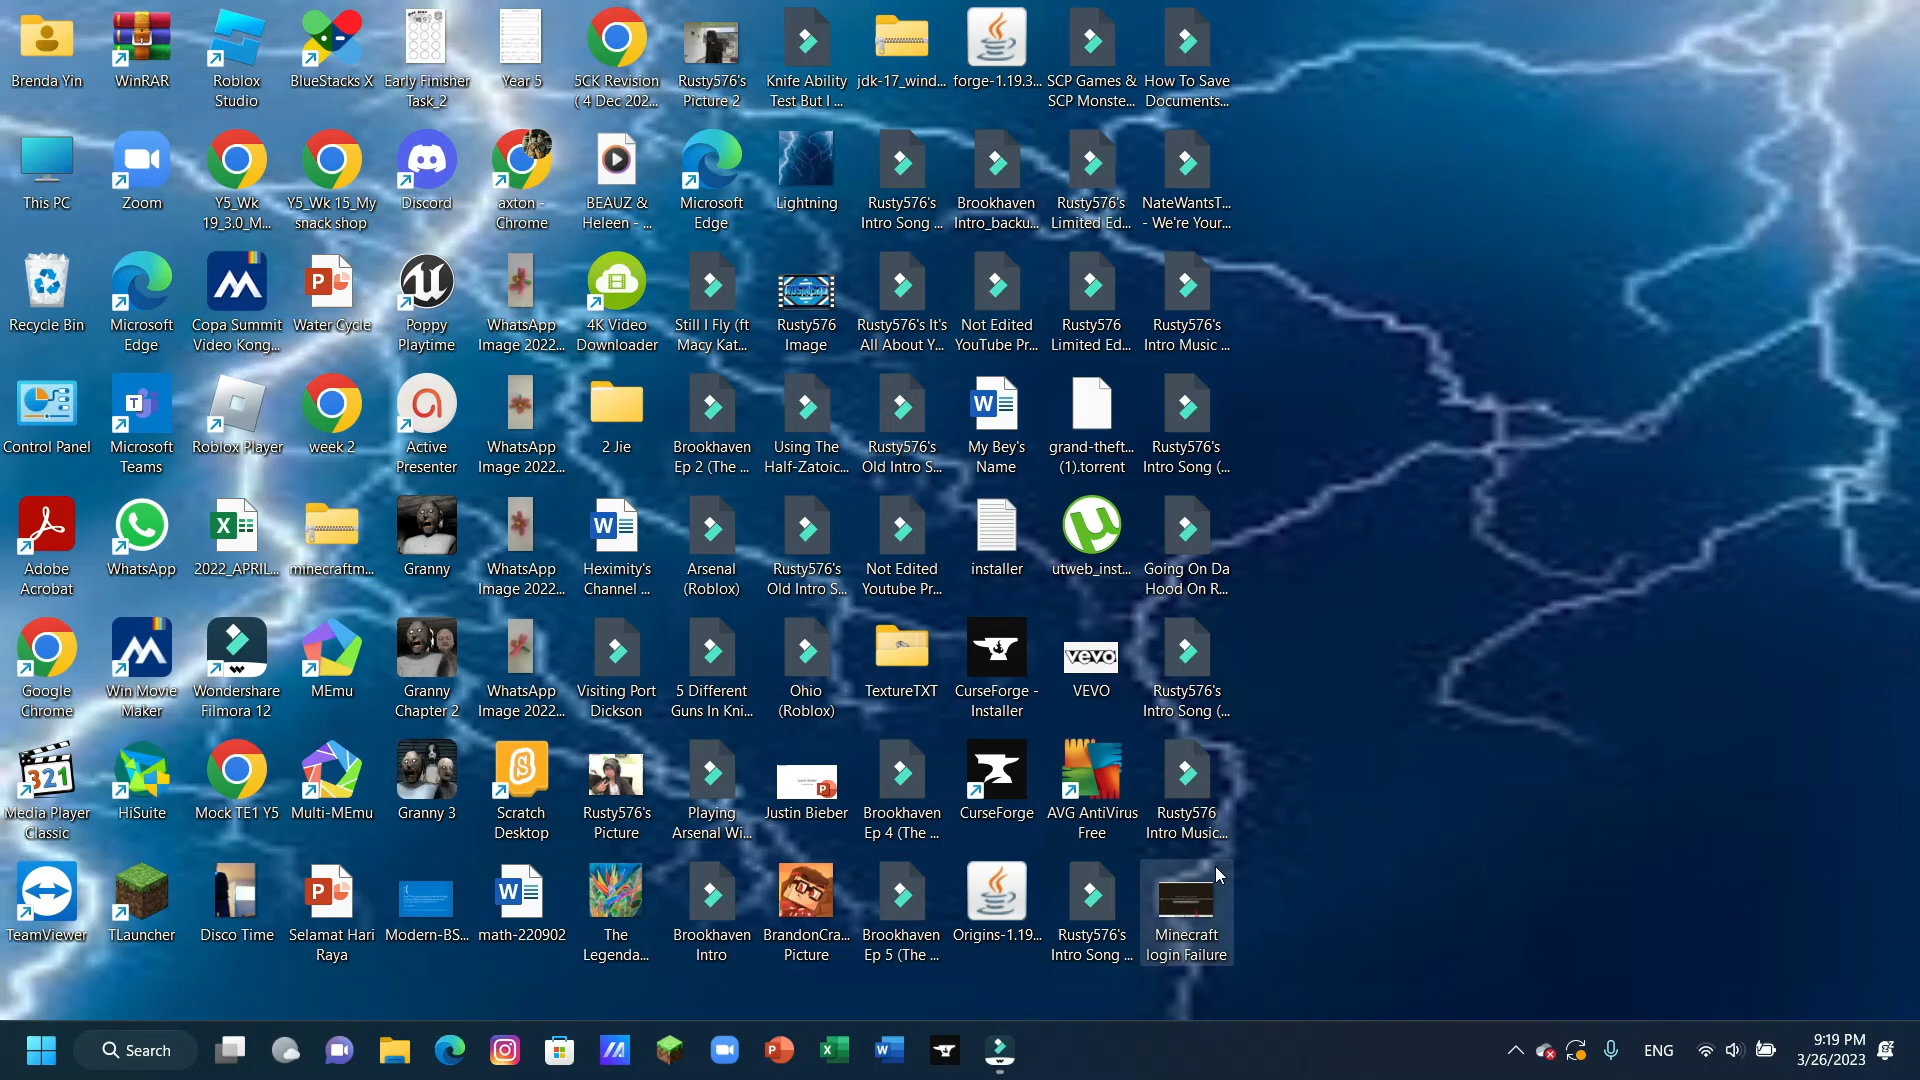 Brenda Yin
WinRAR
Roblox
Studio
BlueStacks X
Early Finisher
Task_2
Year 5
5CK Revision
( 4 Dec 202...
Rusty576's
Picture 2
Knife Ability
Test But I ...
jdk-17_wind...
forge-1.19.3...
SCP Games &
SCP Monste...
How To Save
Documents...
This PC
Zoom
Y5_Wk
19_3.0_M...
Y5_Wk 15_My
snack shop
Discord
axton -
Chrome
BEAUZ &
Heleen - ...
Microsoft
Edge
Lightning
Rusty576's
Intro Song ...
Brookhaven
Intro_backu...
Rusty576's
Limited Ed...
NateWantsT...
- We're Your...
Recycle Bin
Microsoft
Edge
Copa Summit
Video Kong...
Water Cycle
Poppy
Playtime
WhatsApp
Image 2022...
4K Video
Downloader
Still I Fly (ft
Macy Kat...
Rusty576
Image
Rusty576's It's
All About Y...
Not Edited
YouTube Pr...
Rusty576
Limited Ed...
Rusty576's
Intro Music ...
Control Panel
Microsoft
Teams
Roblox Player
week 2
Active
Presenter
WhatsApp
Image 2022...
2 Jie
Brookhaven
Ep 2 (The ...
Using The
Half-Zatoic...
Rusty576's
Old Intro S...
My Bey's
Name
grand-theft...
(1).torrent
Rusty576's
Intro Song (...
Adobe
Acrobat
WhatsApp
2022_APRIL...
minecraftm...
Granny
WhatsApp
Image 2022...
Heximity's
Channel ...
Arsenal
(Roblox)
Rusty576's
Old Intro S...
Not Edited
Youtube Pr...
installer
utweb_inst...
Going On Da
Hood On R...
Google
Chrome
Win Movie
Maker
Wondershare
Filmora 12
MEmu
Granny
Chapter 2
WhatsApp
Image 2022...
Visiting Port
Dickson
5 Different
Guns In Kni...
Ohio
(Roblox)
TextureTXT
CurseForge -
Installer
vevo
VEVO
Rusty576's
Intro Song (...
321
Media Player
Classic
HiSuite
Mock TE1 Y5
Multi-MEmu
Granny 3
Scratch
Desktop
Rusty576's
Picture
Playing
Arsenal Wi...
Justin Bieber
Brookhaven
Ep 4 (The ...
CurseForge
AVG AntiVirus
Free
Rusty576
Intro Music...
TeamViewer
TLauncher
Disco Time
Selamat Hari
Raya
Modern-BS...
math-220902
The
Legenda...
Brookhaven
Intro
BrandonCra...
Picture
Brookhaven
Ep 5 (The ...
Origins-1.19...
Rusty576's
Intro Song ...
Minecraft
login Failure
Search
ENG
9:19 PM
3/26/2023